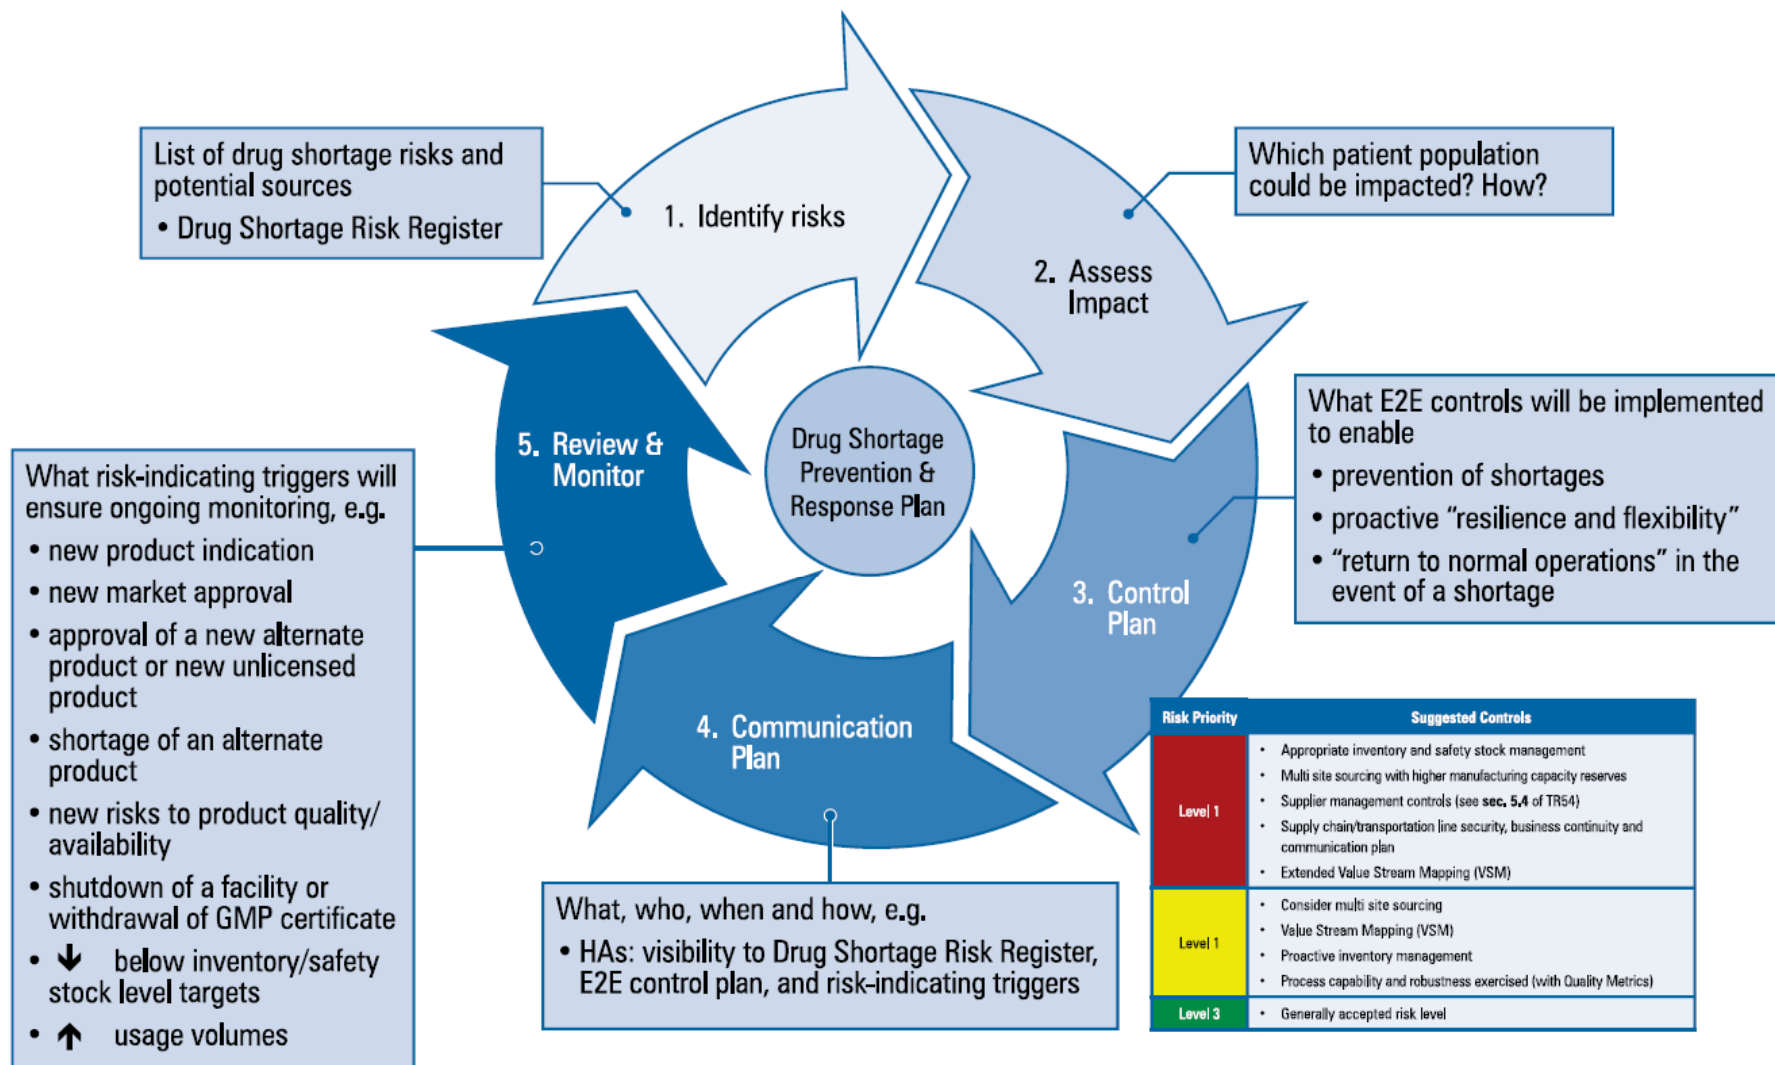 List of drug shortage risks and
potential sources
• Drug Shortage Risk Register
1. Identify risks
Which patient population
could be impacted? How?
2. Assess
Impact
What E2E controls will be implemented
to enable
• prevention of shortages
• proactive “resilience and flexibility”
• “return to normal operations” in the
event of a shortage
3. Control
Plan
Drug Shortage
Prevention &
Response Plan
4. Communication
Plan
What, who, when and how, e.g.
• HAs: visibility to Drug Shortage Risk Register,
E2E control plan, and risk-indicating triggers
5. Review &
Monitor
What risk-indicating triggers will
ensure ongoing monitoring, e.g.
• new product indication
• new market approval
• approval of a new alternate
product or new unlicensed
product
• shortage of an alternate
product
• new risks to product quality/
availability
• shutdown of a facility or
withdrawal of GMP certificate
• ↓ below inventory/safety
stock level targets
• ↑ usage volumes
Risk Priority Suggested Controls
Level 1
• Appropriate inventory and safety stock management
• Multi site sourcing with higher manufacturing capacity reserves
• Supplier management controls (see sec. 5.4 of TR54)
• Supply chain/transportation line security, business continuity and
communication plan
• Extended Value Stream Mapping (VSM)
Level 1
• Consider multi site sourcing
• Value Stream Mapping (VSM)
• Proactive inventory management
• Process capability and robustness exercised (with Quality Metrics)
Level 3
• Generally accepted risk level